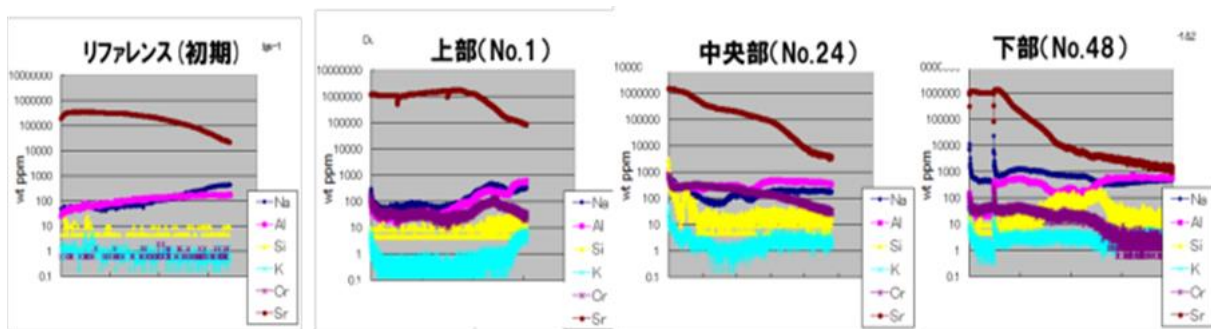 リファレンス(初期)
10000000
1000000
100000
10000
1000
100
10
1
0.1
wt ppm
Na
Al
Si
K
Cr
Sr
上部(No.1)
10000000
1000000
100000
10000
1000
100
10
1
0.1
wt ppm
Na
Al
Si
K
Cr
Sr
中央部(No.24)
1000000
100000
10000
1000
100
10
1
0.1
wt ppm
Na
Al
Si
K
Cr
Sr
下部(No.48)
1000000
100000
10000
1000
100
10
1
0.1
wt ppm
Na
Al
Si
K
Cr
Sr